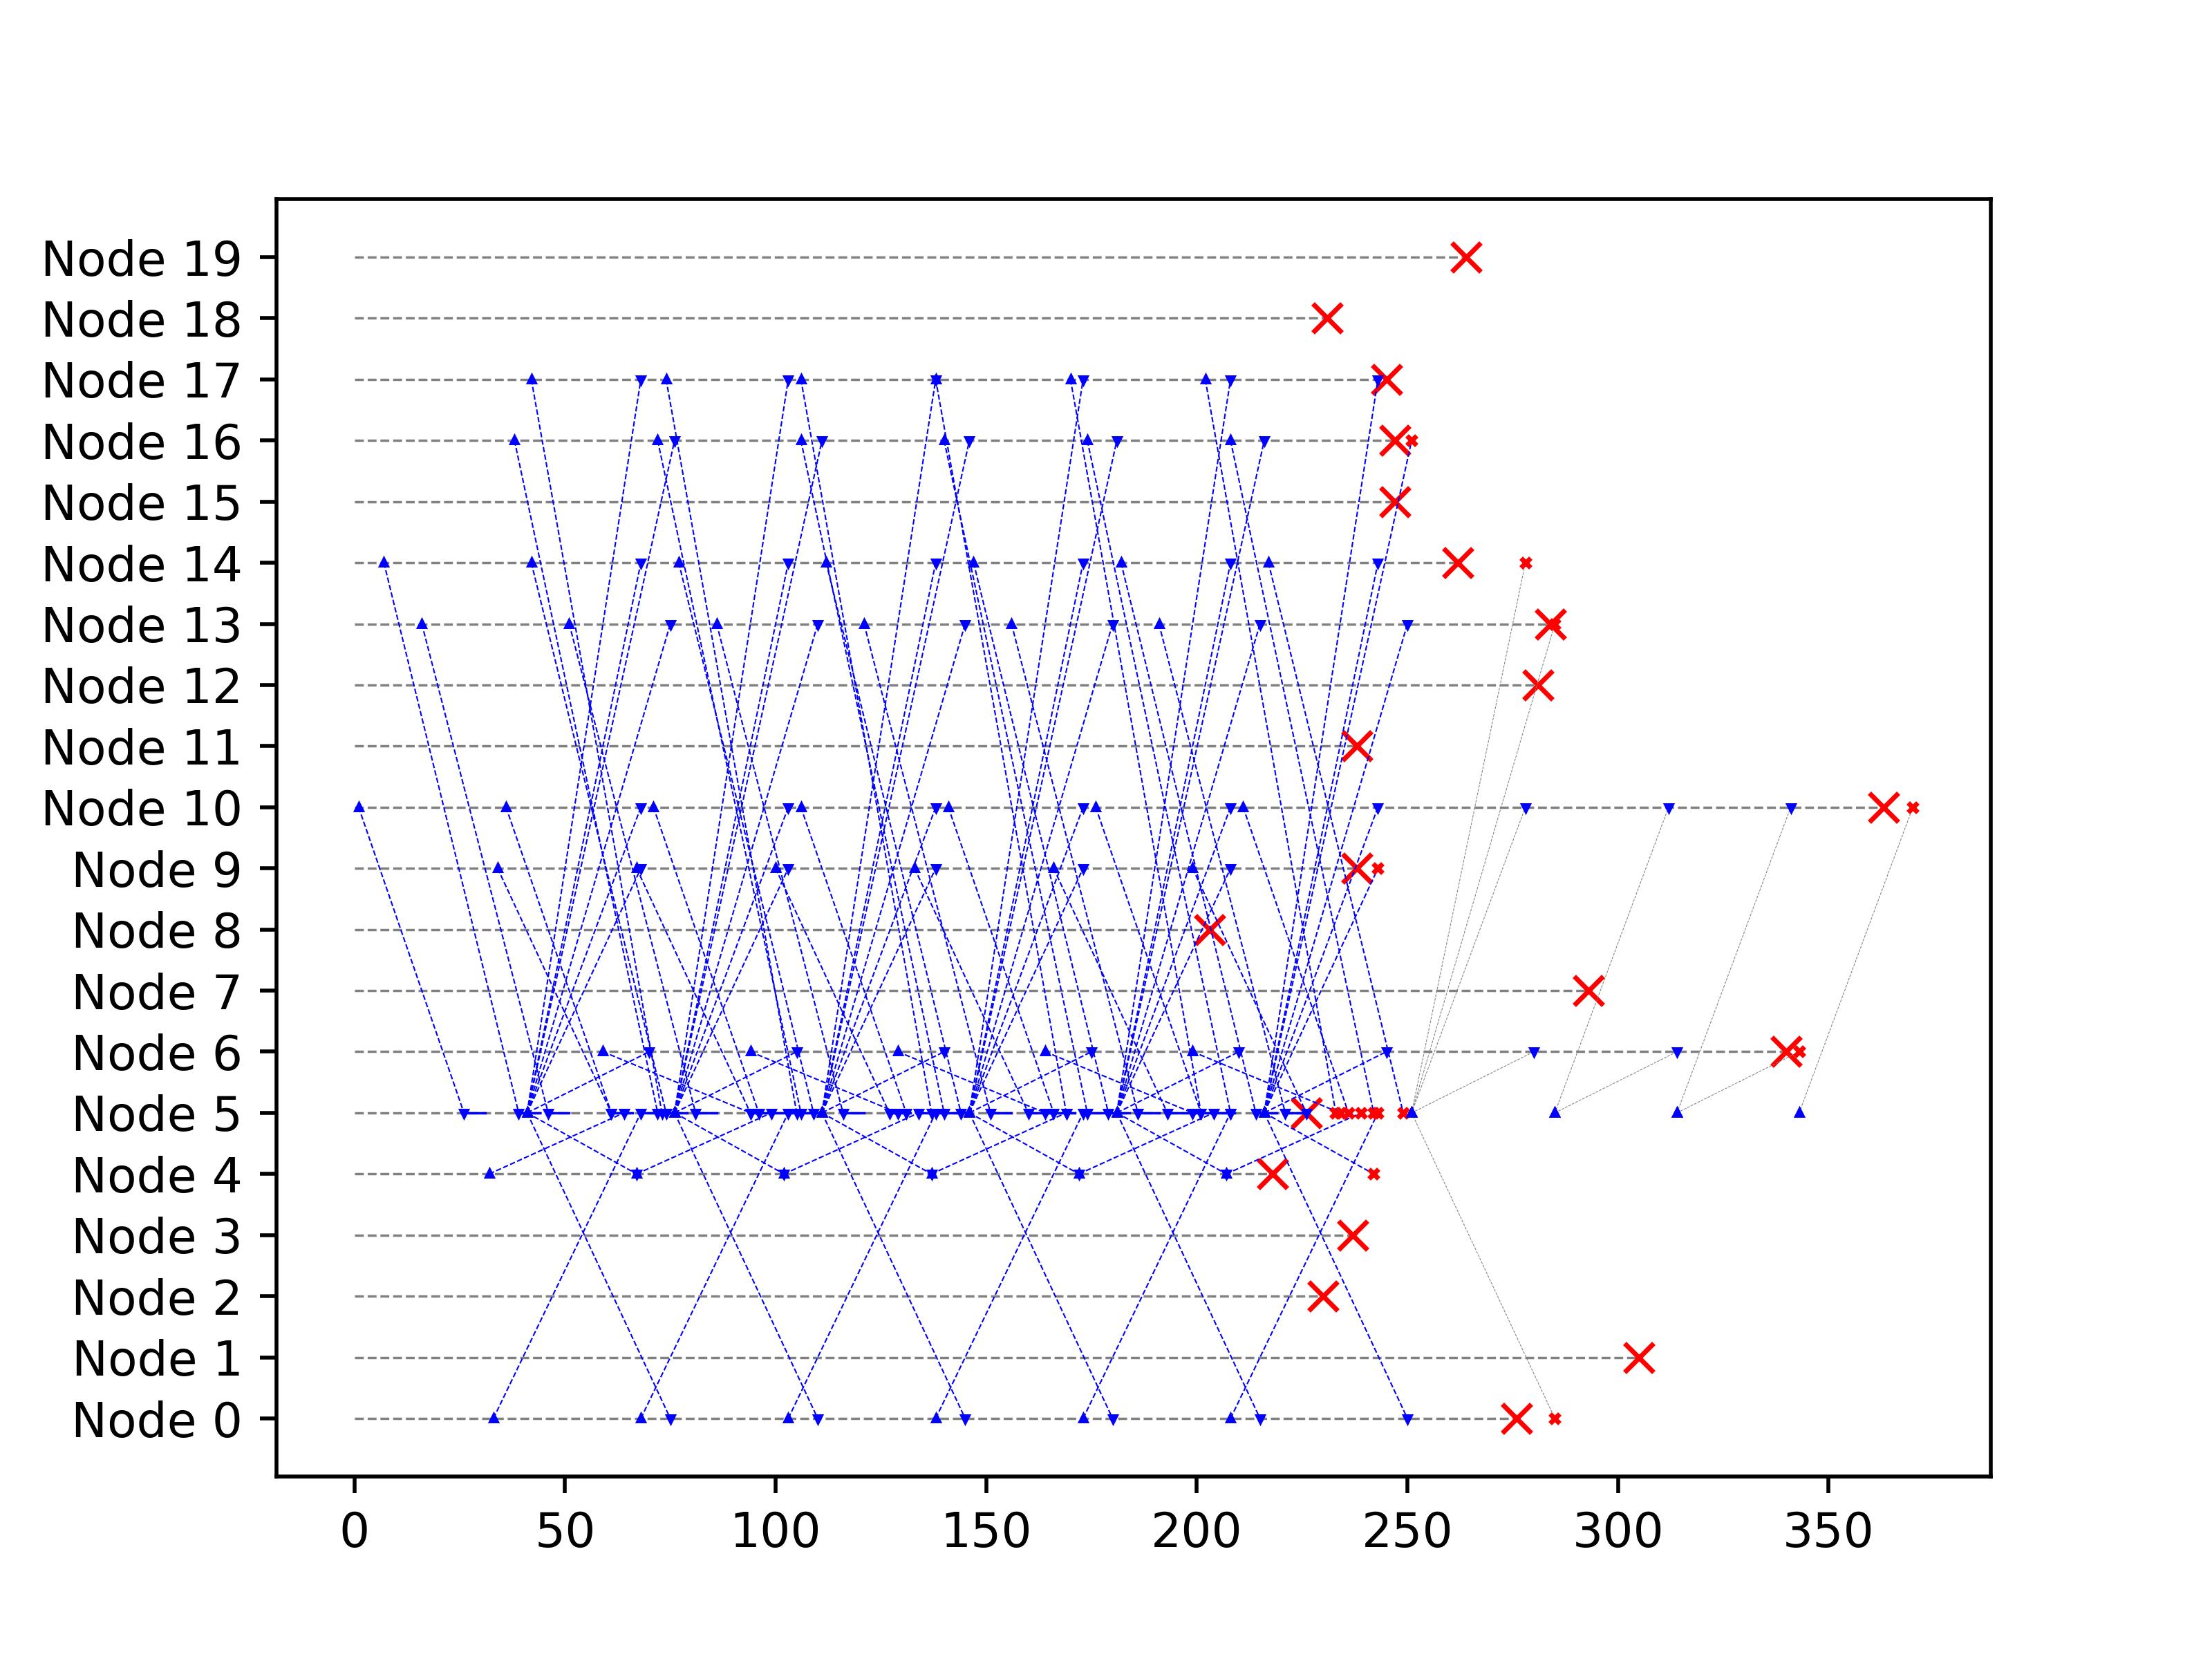 Node 19
Node 18
Node 17
Node 16
Node 15
Node 14
Node 13
Node 12
Node 11
Node 10
Node 9
Node 8
Node 7
Node 6
Node 5
Node 4
Node 3
Node 2
Node 1
Node 0
0 50 100 150 200 250 300 350